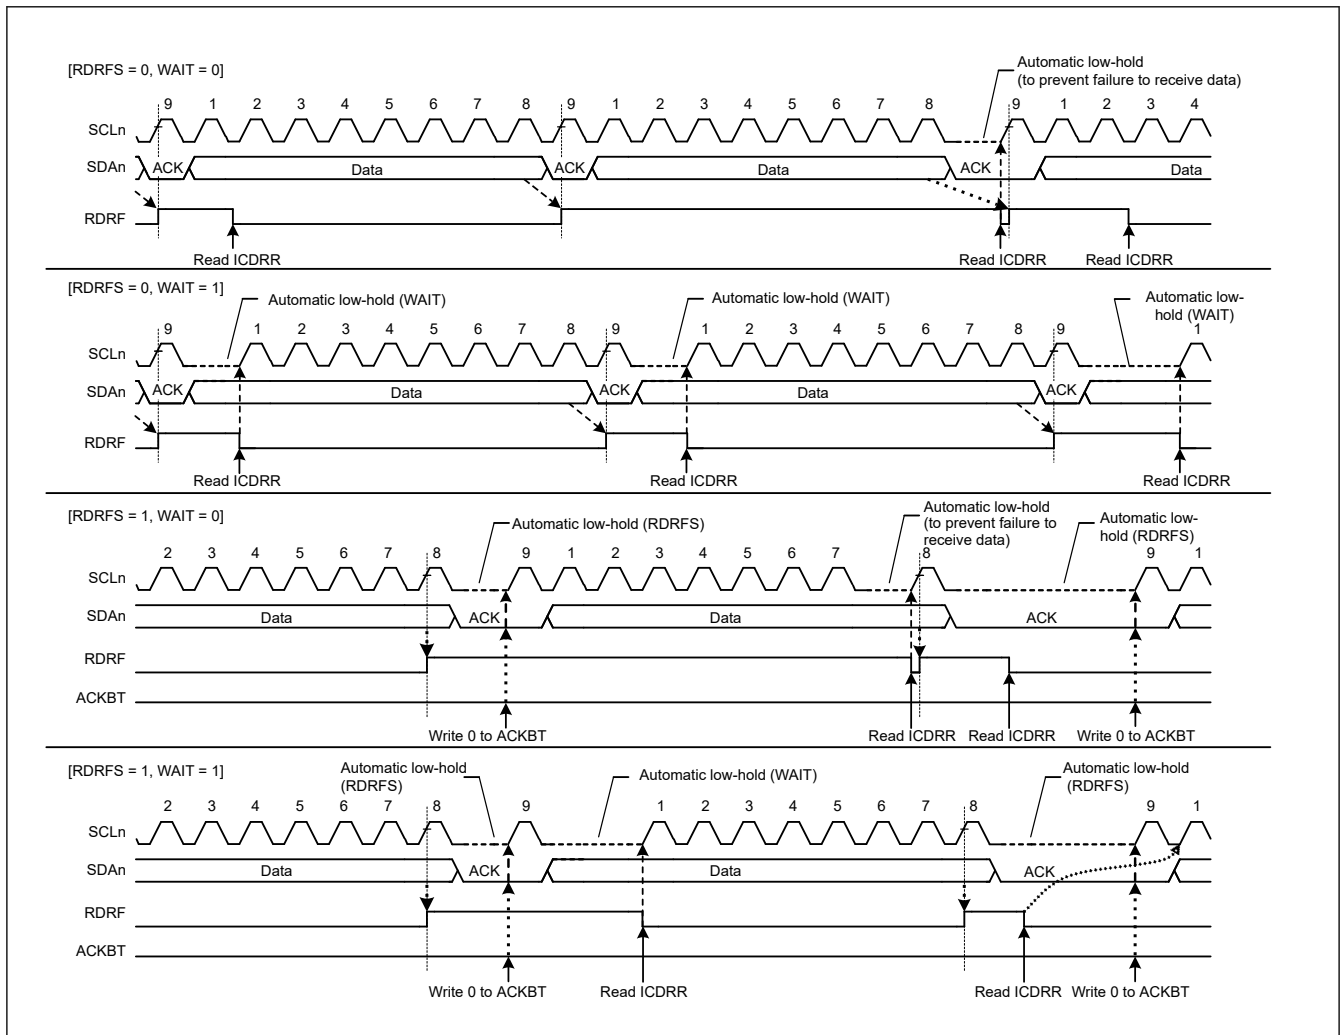 [RDRFS = 0, WAIT = 0]
Automatic low-hold
(to prevent failure to receive data)
9 1 2 3 4 5 6 7 8 9 1 2 3 4 5 6 7 8 9 1 2 3 4
SCLn
SDAn ACK Data ACK Data ACK Data
RDRF
Read ICDRR Read ICDRR Read ICDRR
[RDRFS = 0, WAIT = 1]
Automatic low-hold (WAIT) Automatic low-hold (WAIT) Automatic low-
hold (WAIT)
9 1 2 3 4 5 6 7 8 9 1 2 3 4 5 6 7 8 9 1
SCLn
SDAn ACK Data ACK Data ACK
RDRF
Read ICDRR Read ICDRR Read ICDRR
[RDRFS = 1, WAIT = 0]
Automatic low-hold (RDRFS)
Automatic low-hold
(to prevent failure to
receive data)
Automatic low-
hold (RDRFS)
2 3 4 5 6 7 8 9 1 2 3 4 5 6 7 8 9 1
SCLn
SDAn Data ACK Data ACK
RDRF
ACKBT
Write 0 to ACKBT Read ICDRR Read ICDRR Write 0 to ACKBT
[RDRFS = 1, WAIT = 1]
Automatic low-hold
(RDRFS)
Automatic low-hold (WAIT)
Automatic low-hold
(RDRFS)
2 3 4 5 6 7 8 9 1 2 3 4 5 6 7 8 9 1
SCLn
SDAn Data ACK Data ACK
RDRF
ACKBT
Write 0 to ACKBT Read ICDRR Read ICDRR Write 0 to ACKBT